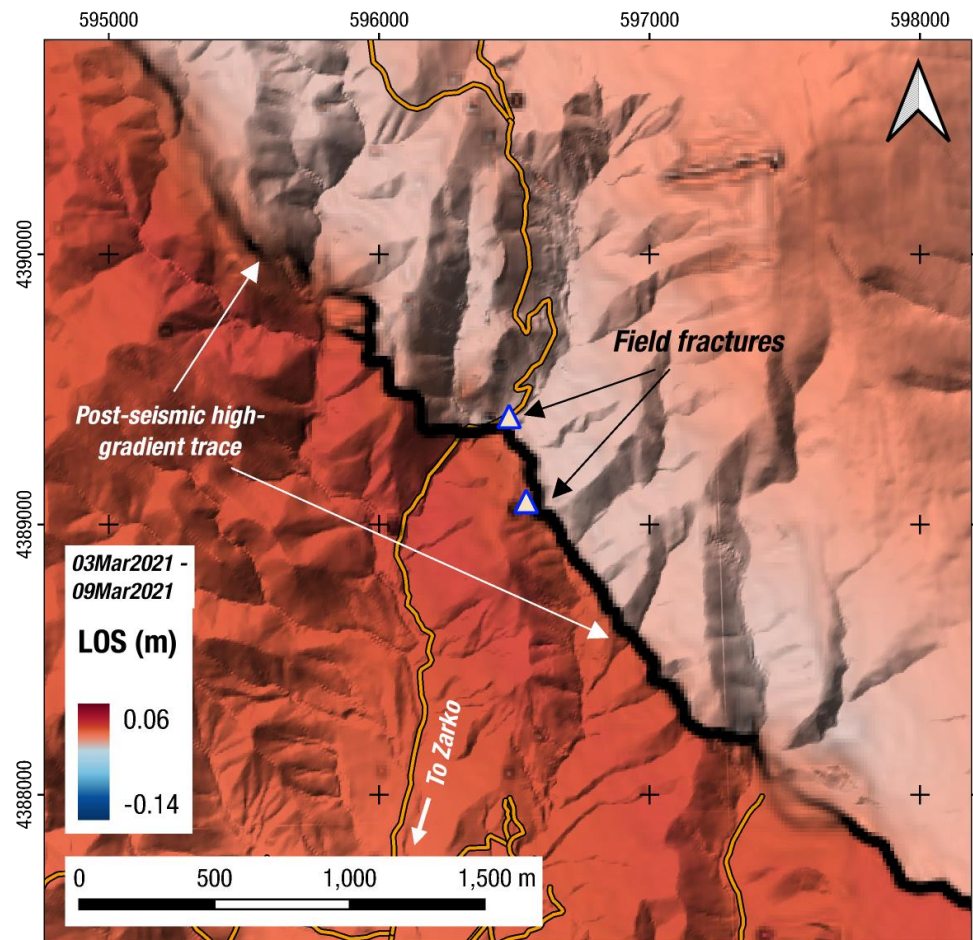 595000 596000 597000 598000
4390000
Field fractures
Post-seismic high-
gradient trace
4389000
03Mar2021 -
09Mar2021
LOS (m)
0.06
-0.14
To Zarko
4388000
0 500 1,000 1,500 m